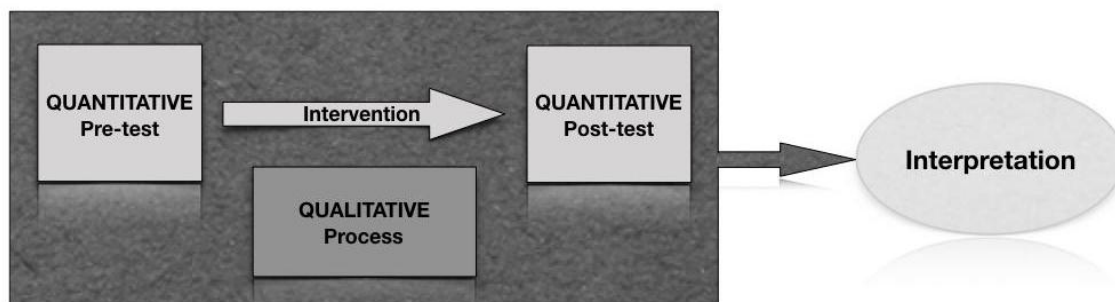 QUANTITATIVE
Pre-test
Intervention
QUANTITATIVE
Post-test
QUALITATIVE
Process
Interpretation